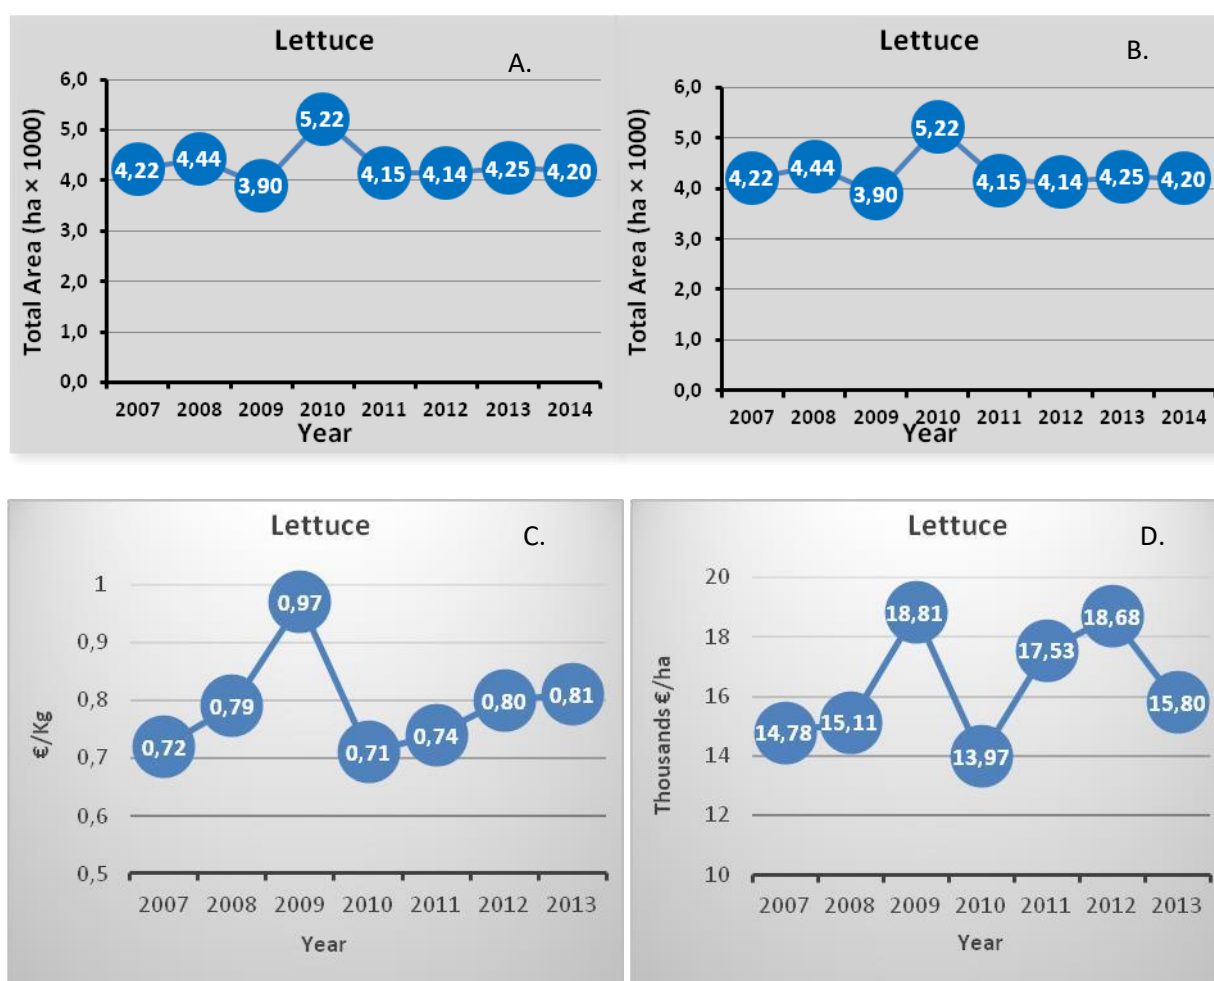 Lettuce
A.
Total Area (ha × 1000)
6,0
5,0
4,0
3,0
2,0
1,0
0,0
4,22
4,44
3,90
5,22
4,15
4,14
4,25
4,20
2007 2008 2009 2010 2011 2012 2013 2014
Year
Lettuce
B.
Total Area (ha × 1000)
6,0
5,0
4,0
3,0
2,0
1,0
0,0
4,22
4,44
3,90
5,22
4,15
4,14
4,25
4,20
2007 2008 2009 2010 2011 2012 2013 2014
Year
Lettuce
C.
€/Kg
1
0,9
0,8
0,7
0,6
0,5
0,72
0,79
0,97
0,71
0,74
0,80
0,81
2007 2008 2009 2010 2011 2012 2013
Year
Lettuce
D.
Thousands €/ha
20
18
16
14
12
10
14,78
15,11
18,81
13,97
17,53
18,68
15,80
2007 2008 2009 2010 2011 2012 2013
Year